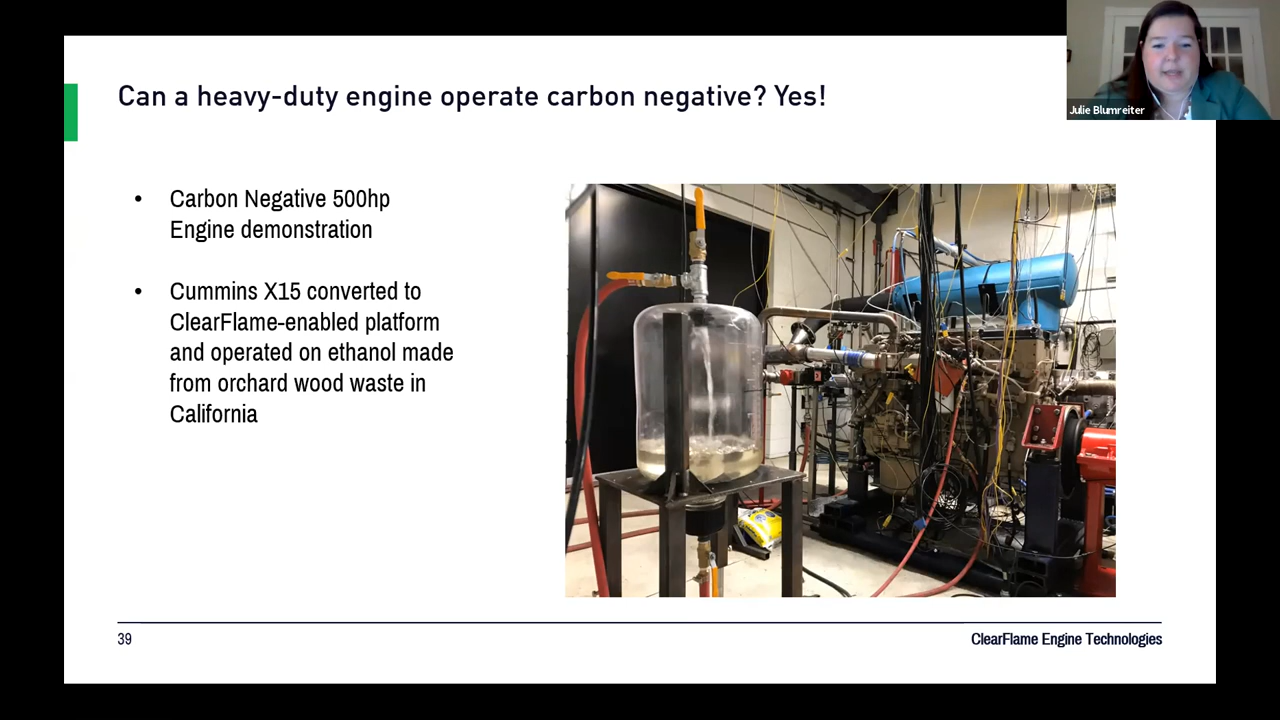 Can a heavy-duty engine operate carbon negative? Yes!
Julie Blumreiter
• Carbon Negative 500hp
Engine demonstration
• Cummins X15 converted to
ClearFlame-enabled platform
and operated on ethanol made
from orchard wood waste in
California
39
ClearFlame Engine Technologies